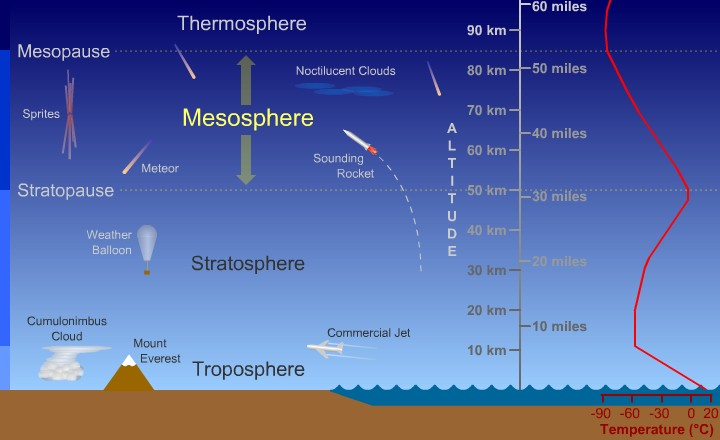 Thermosphere
60 miles
90 km
Mesopause
80 km
50 miles
Noctilucent Clouds
Sprites
Mesosphere
70 km
40 miles
ALTITUDE
Sounding
Rocket
60 km
Meteor
Stratopause
50 km
30 miles
Weather
Balloon
40 km
Stratosphere
30 km
20 miles
20 km
Cumulonimbus
Cloud
Commercial Jet
10 miles
Mount
Everest
10 km
Troposphere
-90 -60 -30 0 20
Temperature (°C)